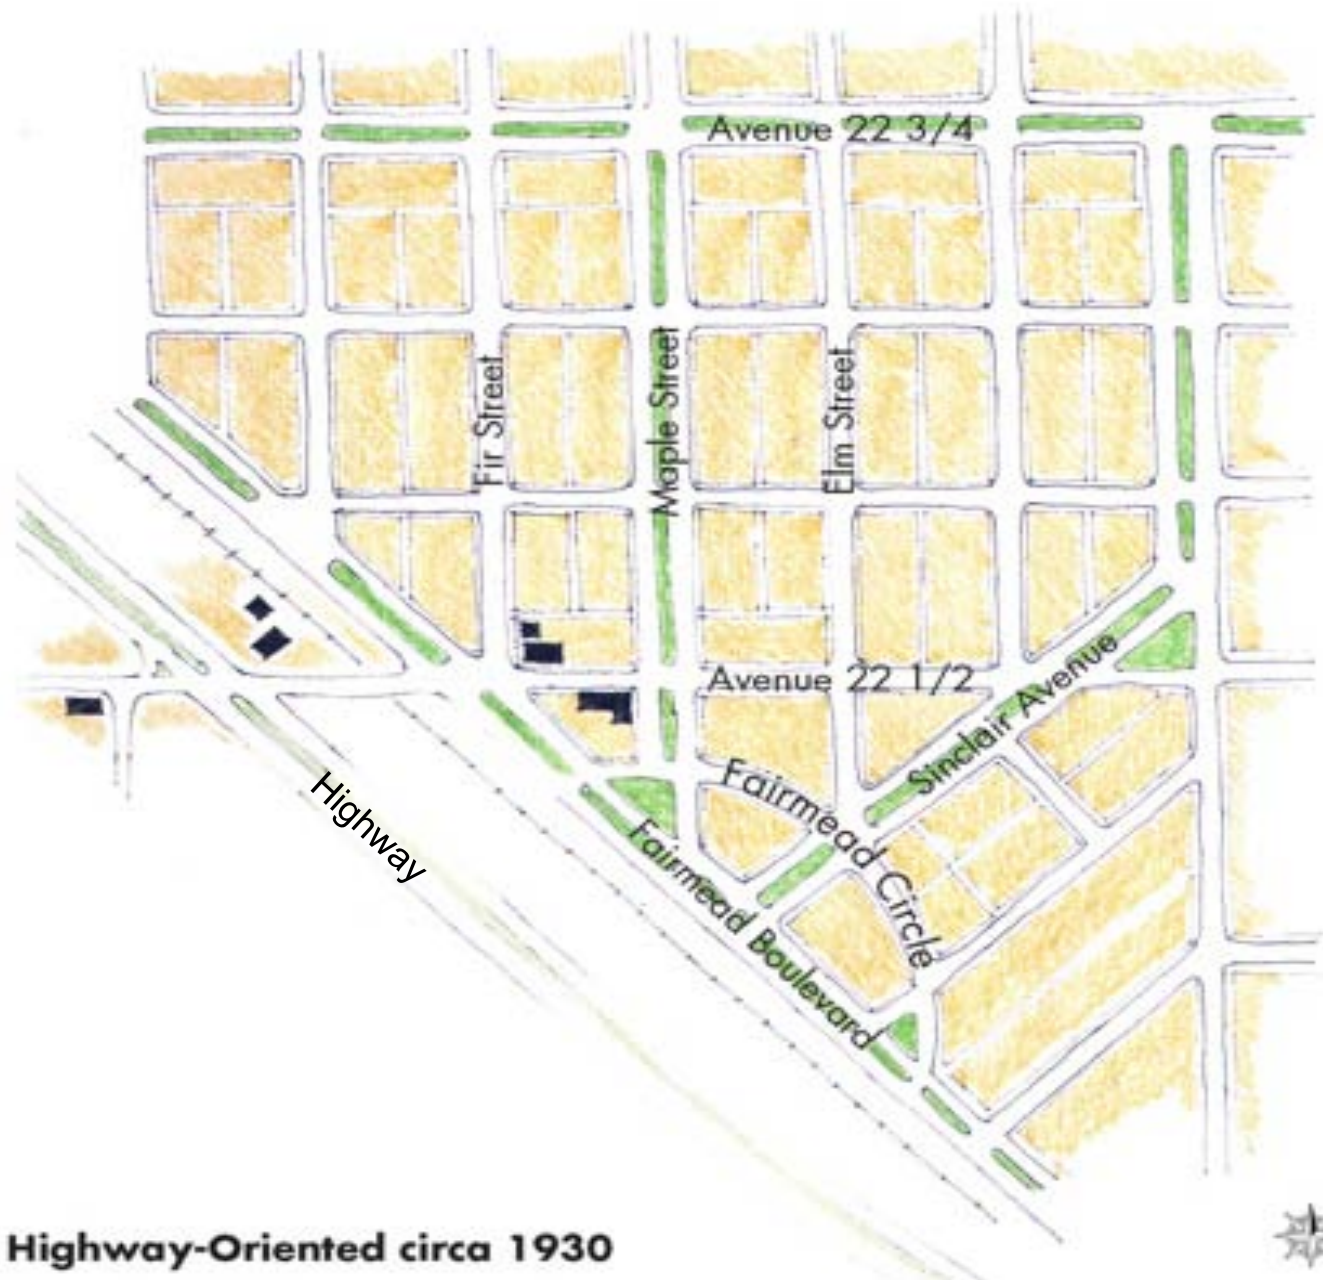 Avenue 22 3/4
Fir Street
Maple Street
Elm Street
Avenue 22 1/2
Sinclair Avenue
Fairmead Circle
Highway
Fairmead Boulevard
Highway-Oriented circa 1930